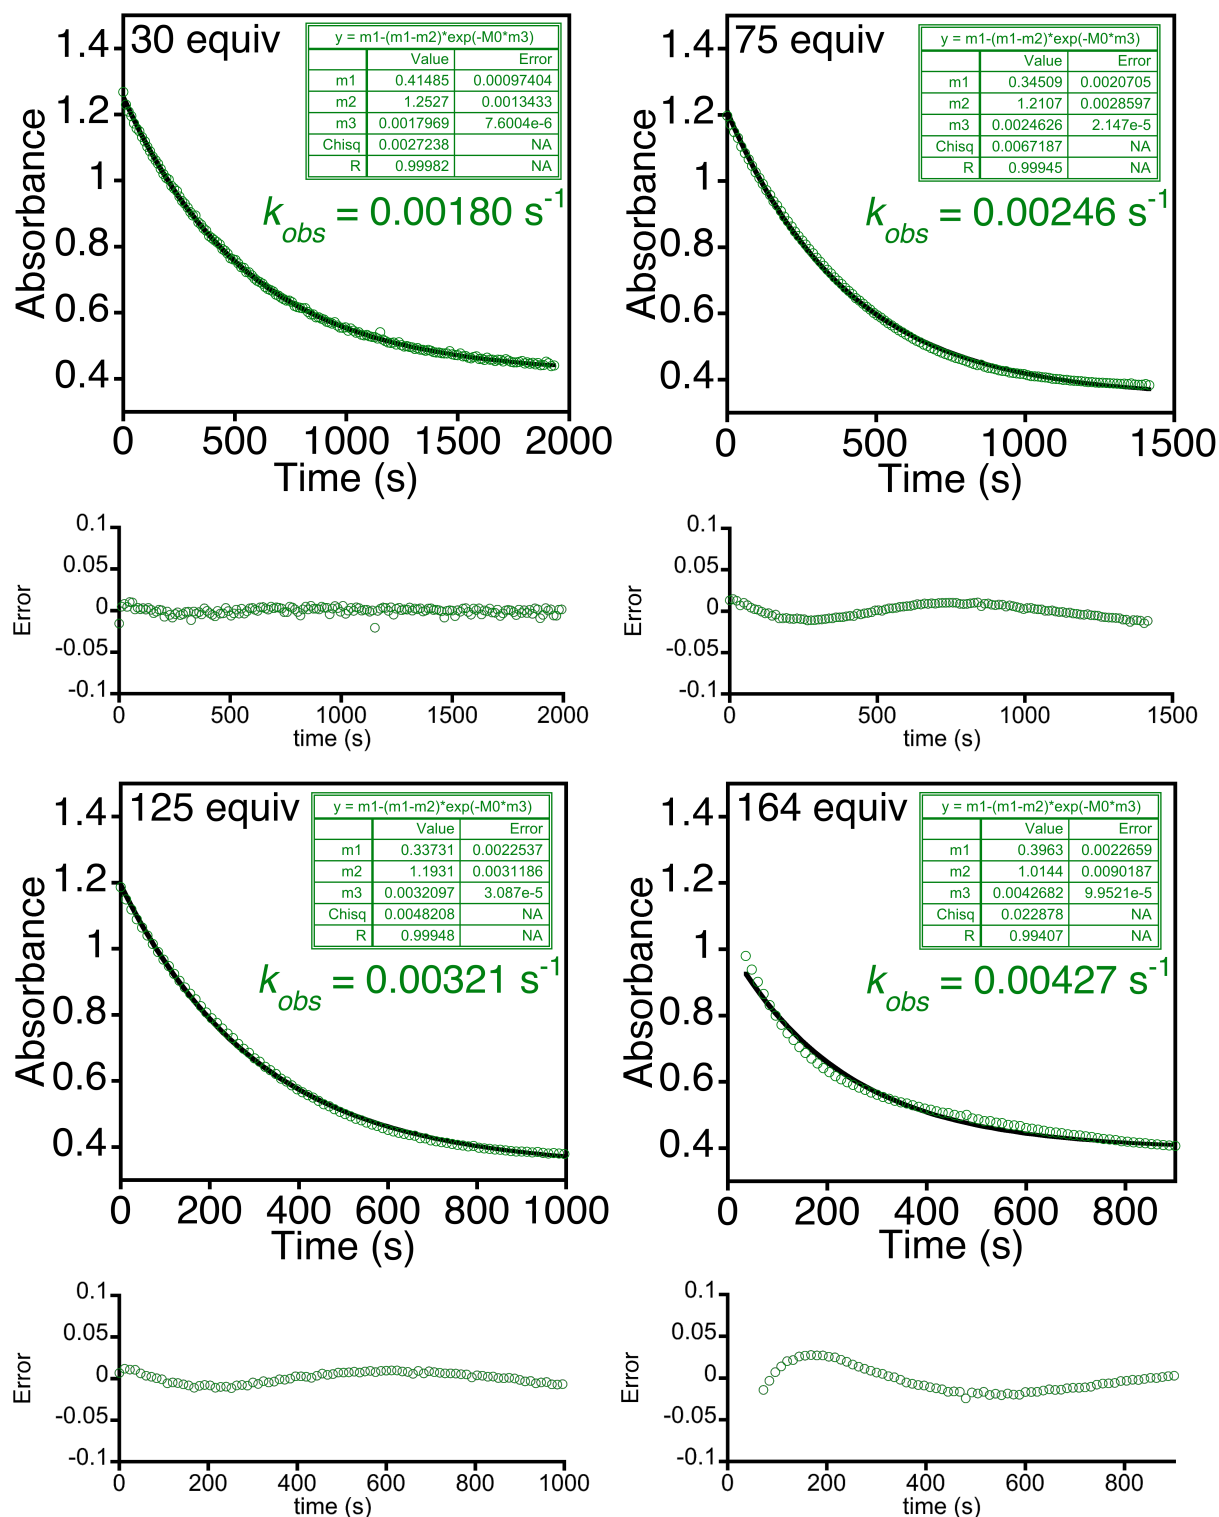 30 equiv
y = m1-(m1-m2)*exp(-M0*m3)
Value Error
m1 0.41485 0.00097404
m2 1.2527 0.0013433
m3 0.0017969 7.6004e-6
Chisq 0.0027238 NA
R 0.99982 NA
k_obs = 0.00180 s⁻¹
Absorbance
1.4
1.2
1
0.8
0.6
0.4
0 500 1000 1500 2000
Time (s)
75 equiv
y = m1-(m1-m2)*exp(-M0*m3)
Value Error
m1 0.34509 0.0020705
m2 1.2107 0.0028597
m3 0.0024626 2.147e-5
Chisq 0.0067187 NA
R 0.99945 NA
k_obs = 0.00246 s⁻¹
Absorbance
1.4
1.2
1
0.8
0.6
0.4
0 500 1000 1500
Time (s)
Error
0.1
0.05
0
-0.05
-0.1
0 500 1000 1500 2000
time (s)
Error
0.1
0.05
0
-0.05
-0.1
0 500 1000 1500
time (s)
125 equiv
y = m1-(m1-m2)*exp(-M0*m3)
Value Error
m1 0.33731 0.0022537
m2 1.1931 0.0031186
m3 0.0032097 3.087e-5
Chisq 0.0048208 NA
R 0.99948 NA
k_obs = 0.00321 s⁻¹
Absorbance
1.4
1.2
1
0.8
0.6
0.4
0 200 400 600 800 1000
Time (s)
164 equiv
y = m1-(m1-m2)*exp(-M0*m3)
Value Error
m1 0.3963 0.0022659
m2 1.0144 0.0090187
m3 0.0042682 9.9521e-5
Chisq 0.022878 NA
R 0.99407 NA
k_obs = 0.00427 s⁻¹
Absorbance
1.4
1.2
1
0.8
0.6
0.4
0 200 400 600 800
Time (s)
Error
0.1
0.05
0
-0.05
-0.1
0 200 400 600 800 1000
time (s)
Error
0.1
0.05
0
-0.05
-0.1
0 200 400 600 800
time (s)